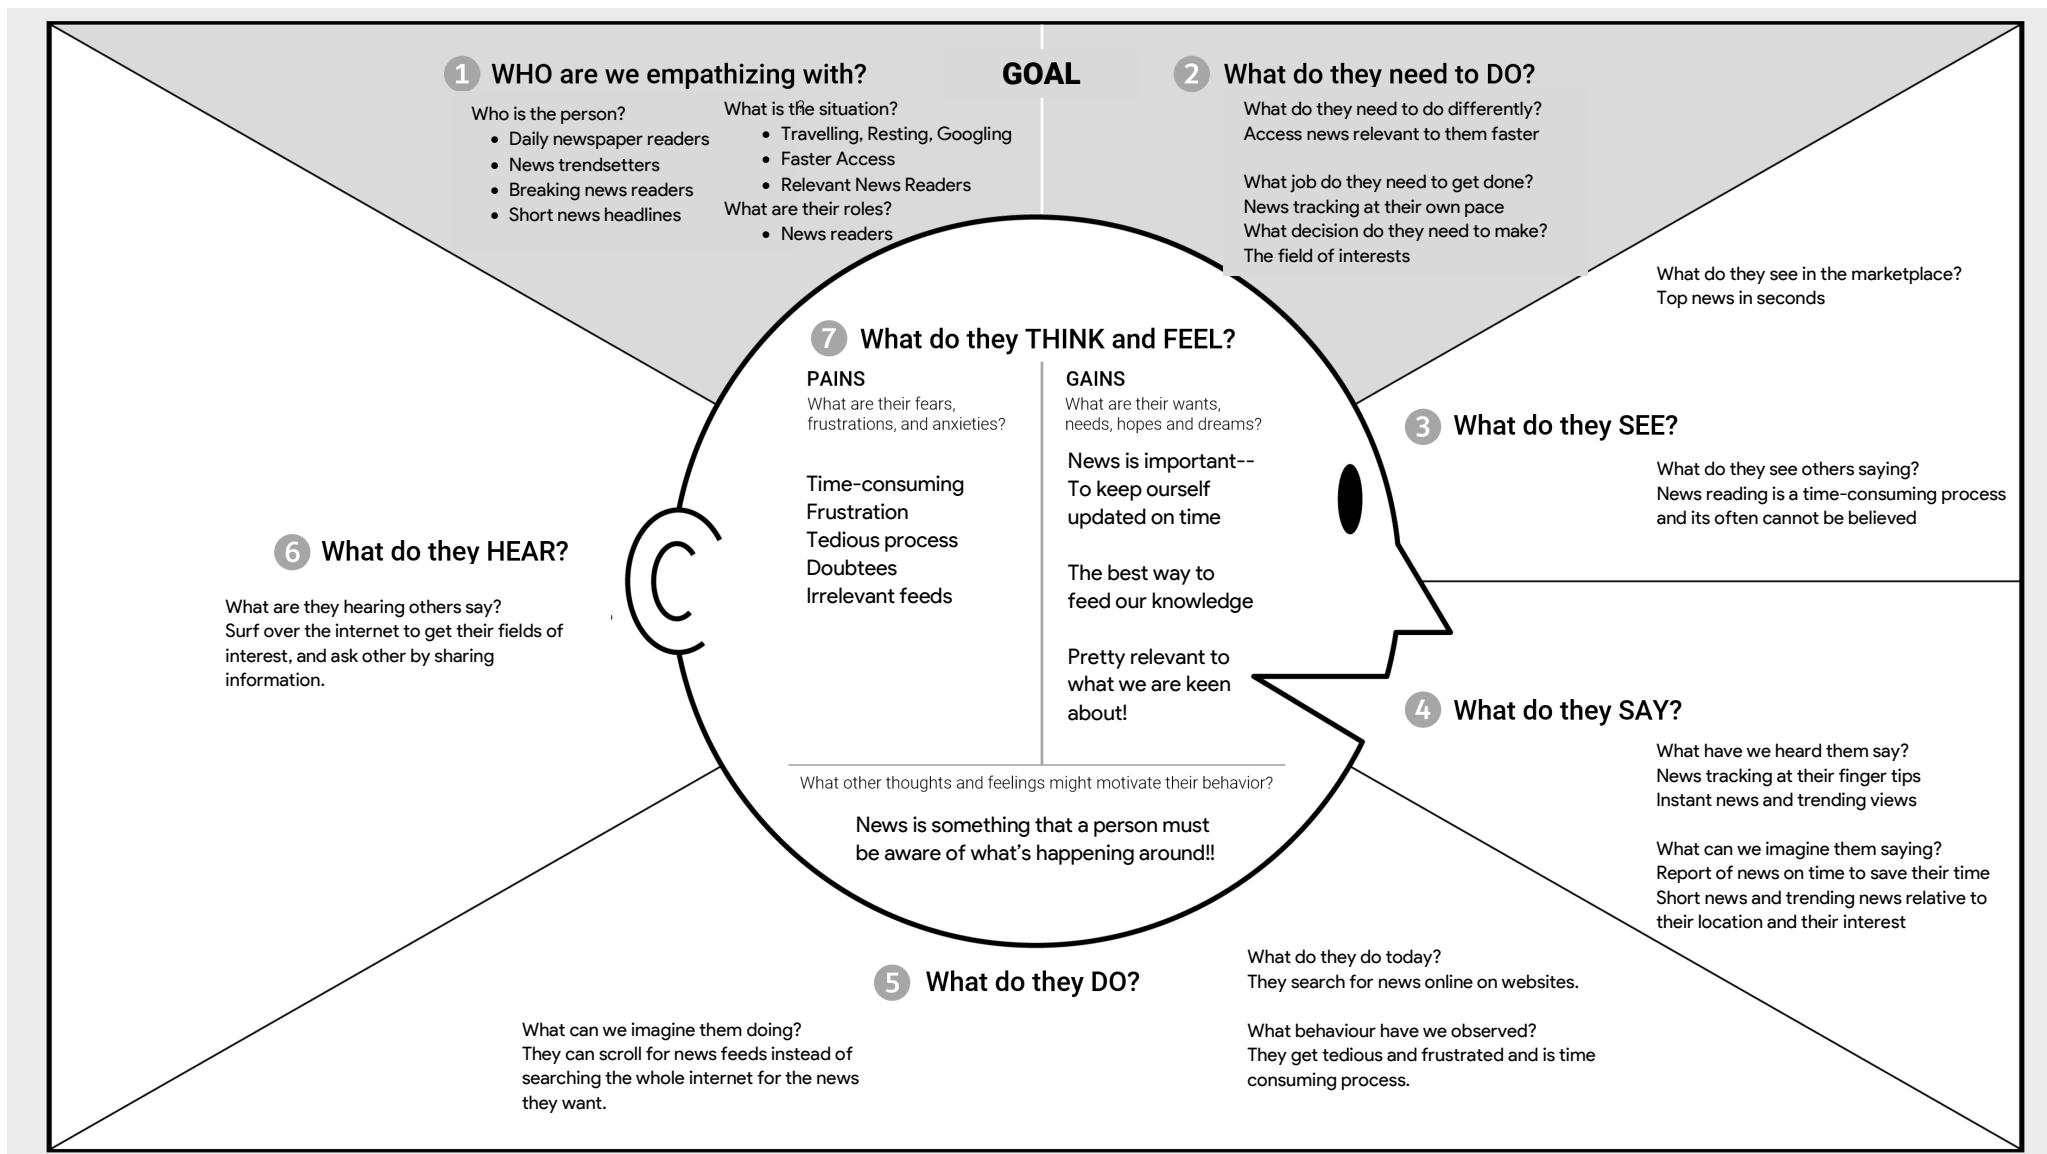 GOAL
1 WHO are we empathizing with?
Who is the person?
• Daily newspaper readers
• News trendsetters
• Breaking news readers
• Short news headlines
What is the situation?
• Travelling, Resting, Googling
• Faster Access
• Relevant News Readers
What are their roles?
• News readers
2 What do they need to DO?
What do they need to do differently?
Access news relevant to them faster
What job do they need to get done?
News tracking at their own pace
What decision do they need to make?
The field of interests
What do they see in the marketplace?
Top news in seconds
3 What do they SEE?
What do they see others saying?
News reading is a time-consuming process
and its often cannot be believed
4 What do they SAY?
What have we heard them say?
News tracking at their finger tips
Instant news and trending views
What can we imagine them saying?
Report of news on time to save their time
Short news and trending news relative to
their location and their interest
5 What do they DO?
What do they do today?
They search for news online on websites.
What behaviour have we observed?
They get tedious and frustrated and is time
consuming process.
What can we imagine them doing?
They can scroll for news feeds instead of
searching the whole internet for the news
they want.
6 What do they HEAR?
What are they hearing others say?
Surf over the internet to get their fields of
interest, and ask other by sharing
information.
7 What do they THINK and FEEL?
PAINS
What are their fears,
frustrations, and anxieties?
Time-consuming
Frustration
Tedious process
Doubtees
Irrelevant feeds
GAINS
What are their wants,
needs, hopes and dreams?
News is important--
To keep ourself
updated on time
The best way to
feed our knowledge
Pretty relevant to
what we are keen
about!
What other thoughts and feelings might motivate their behavior?
News is something that a person must
be aware of what's happening around!!